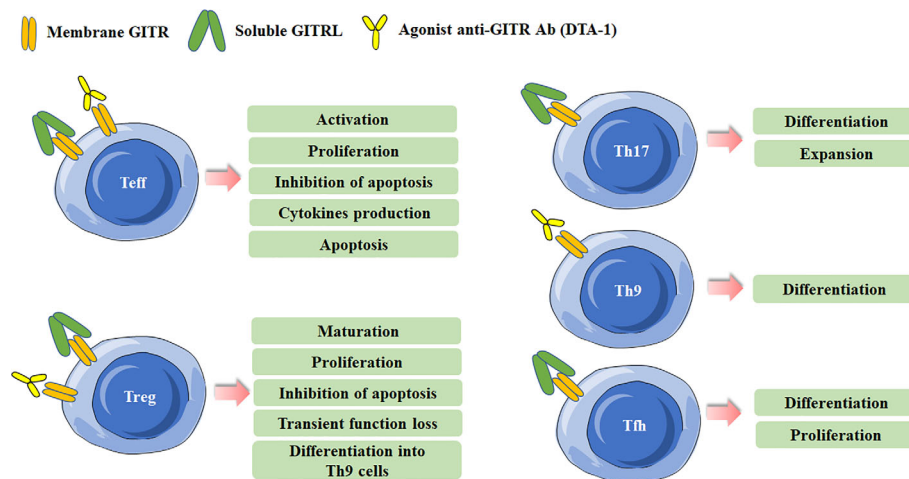 Membrane GITR
Soluble GITRL
Agonist anti-GITR Ab (DTA-1)
Teff
Activation
Proliferation
Inhibition of apoptosis
Cytokines production
Apoptosis
Treg
Maturation
Proliferation
Inhibition of apoptosis
Transient function loss
Differentiation into
Th9 cells
Th17
Differentiation
Expansion
Th9
Differentiation
Tfh
Differentiation
Proliferation